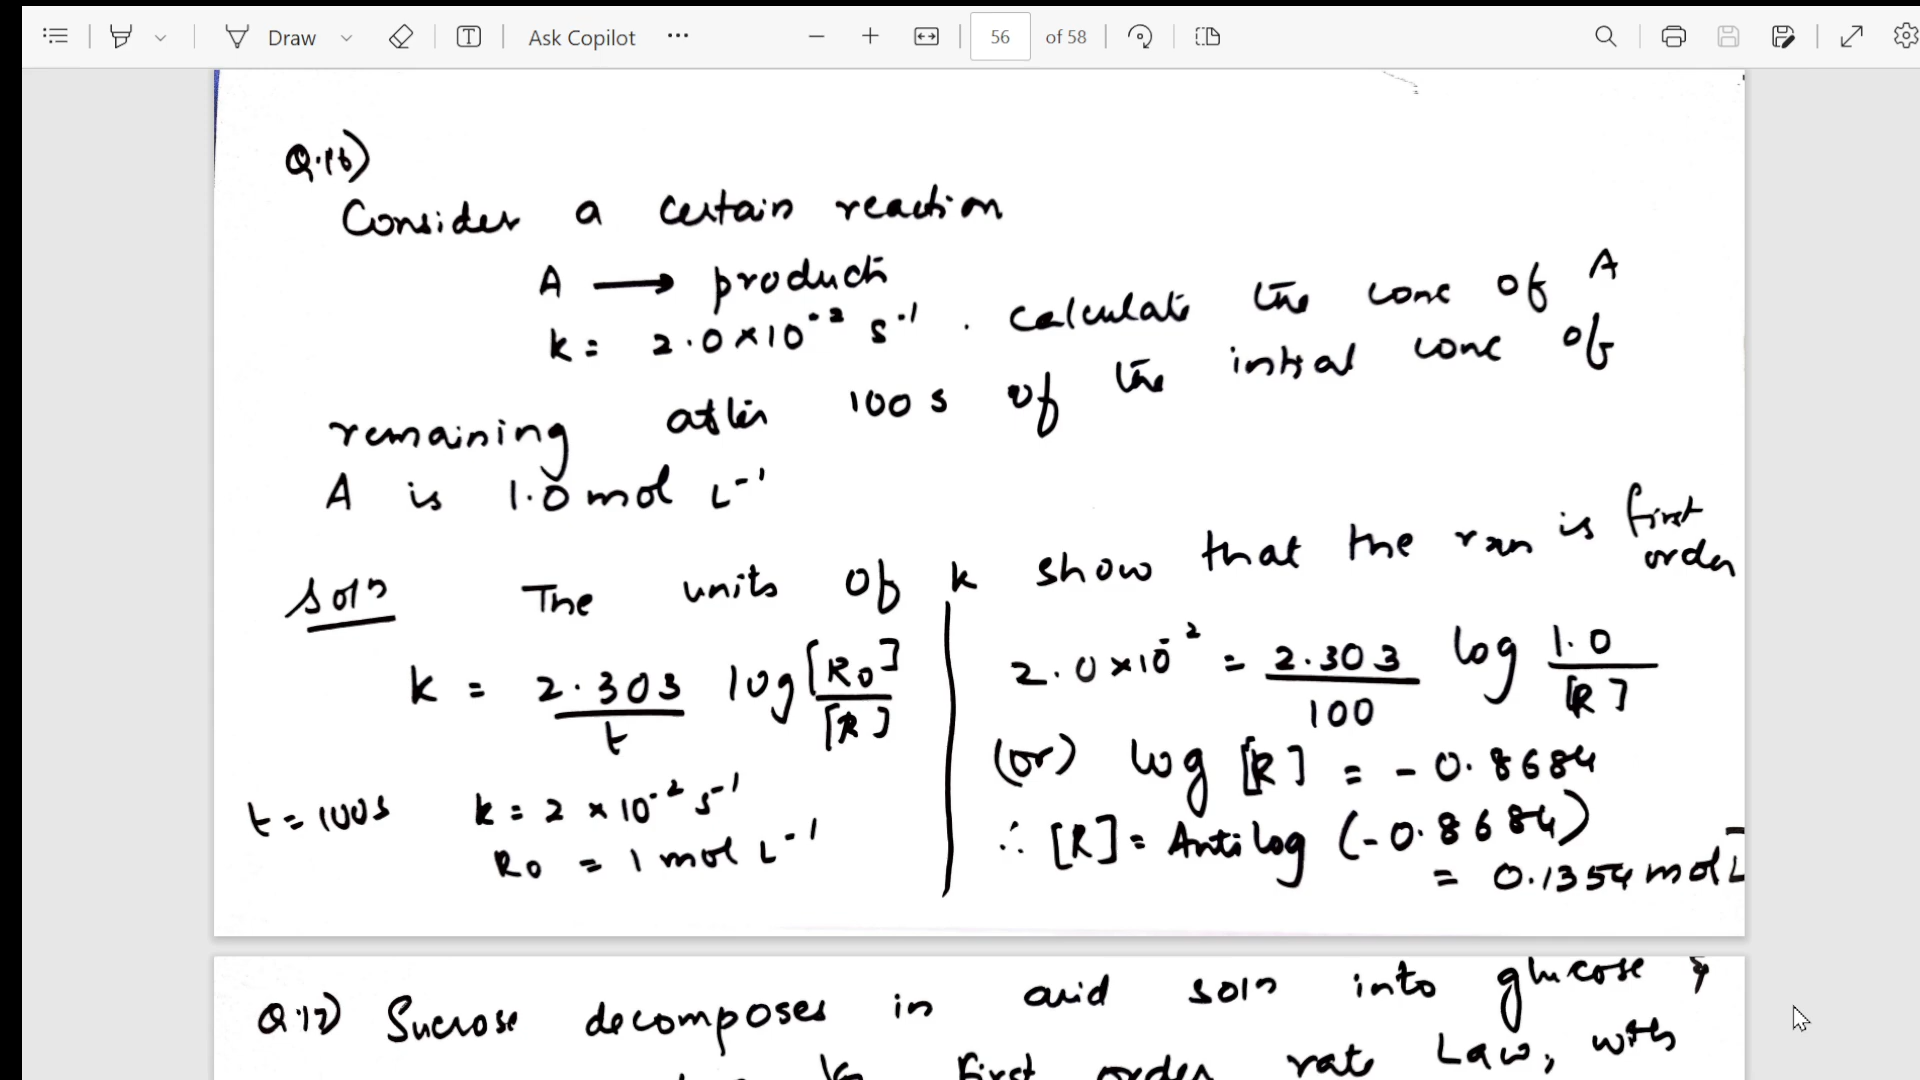 Draw
Ask Copilot
56 of 58
Q.16)
Consider a certain reaction
A ⟶ products
k = 2.0×10⁻² s⁻¹. Calculate the conc of A
remaining after 100 s of the initial conc of
A is 1.0 mol L⁻¹
Soln The units of k show that the rxn is first order
k = 2.303/t log [R₀]/[R]
t = 100s k = 2 × 10⁻² s⁻¹
R₀ = 1 mol L⁻¹
2.0×10⁻² = 2.303/100 log 1.0/[R]
(or) log [R] = -0.8684
∴ [R] = Antilog (-0.8684)
= 0.1354 mol L
Q.17) Sucrose decomposes in acid soln into glucose &
first order rate Law, with